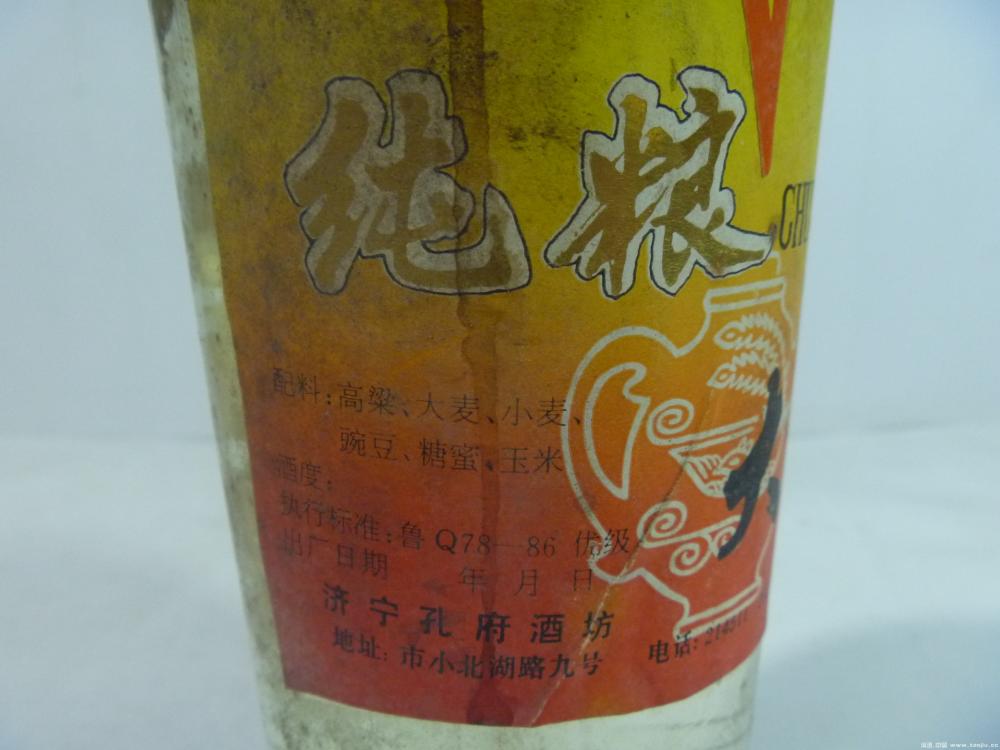 纯粮
CHU
配料:高粱、大麦、小麦、
豌豆、糖蜜、玉米
酒度:
执行标准:鲁Q78—86 优级
出厂日期 年 月 日
济宁孔府酒坊
地址:市小北湖路九号 电话: